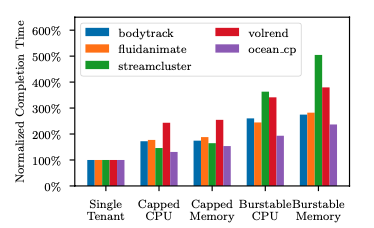 Normalized Completion Time
600%
500%
400%
300%
200%
100%
0%
bodytrack
fluidanimate
streamcluster
volrend
ocean_cp
Single
Tenant
Capped
CPU
Capped
Memory
Burstable
CPU
Burstable
Memory